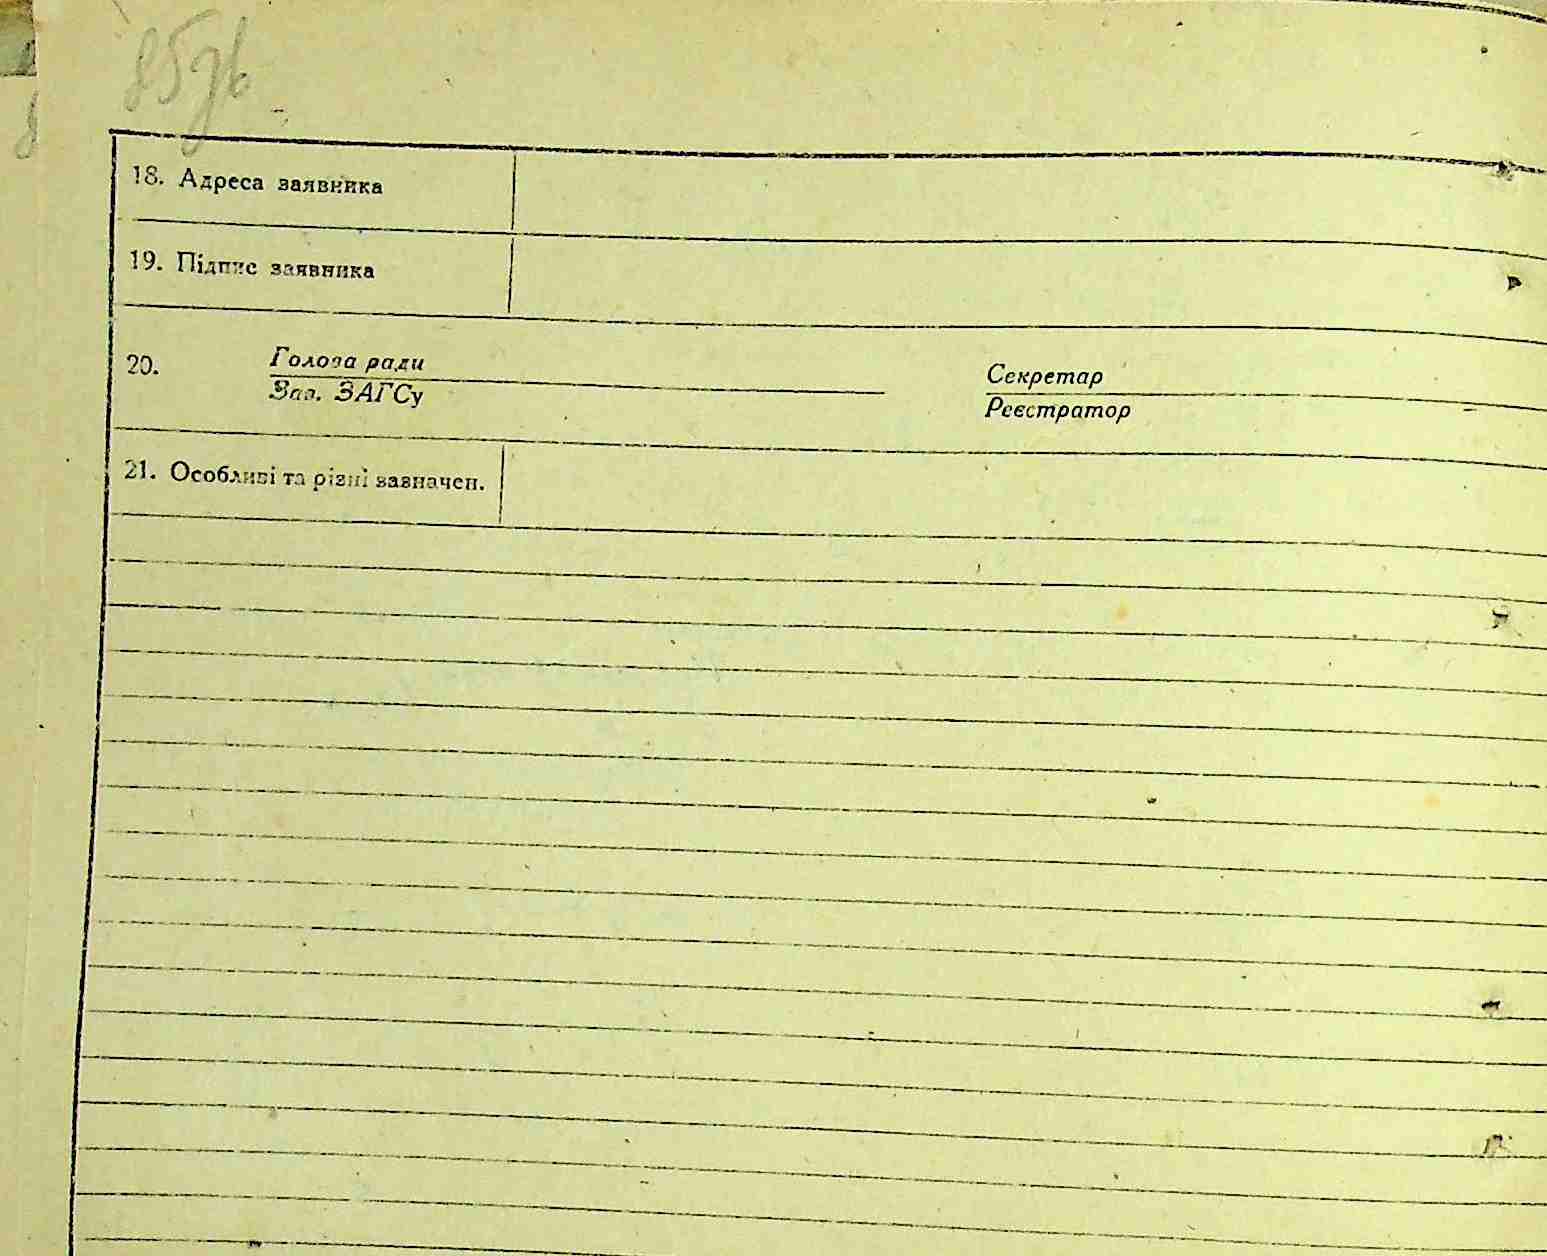 85зв
18. Адреса заявника
19. Підпис заявника
20. Голова ради Секретар
Зав. ЗАГСу Реєстратор
21. Особливі та різні зазначен.